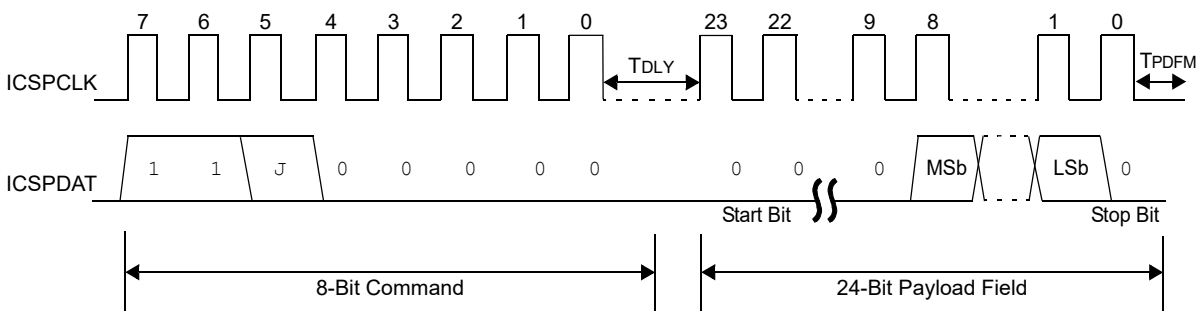 7 6 5 4 3 2 1 0 23 22 9 8 1 0
TDLY TPDFM
ICSPCLK
ICSPDAT 1 1 J 0 0 0 0 0 0 0 0 MSb LSb 0
Start Bit Stop Bit
8-Bit Command 24-Bit Payload Field